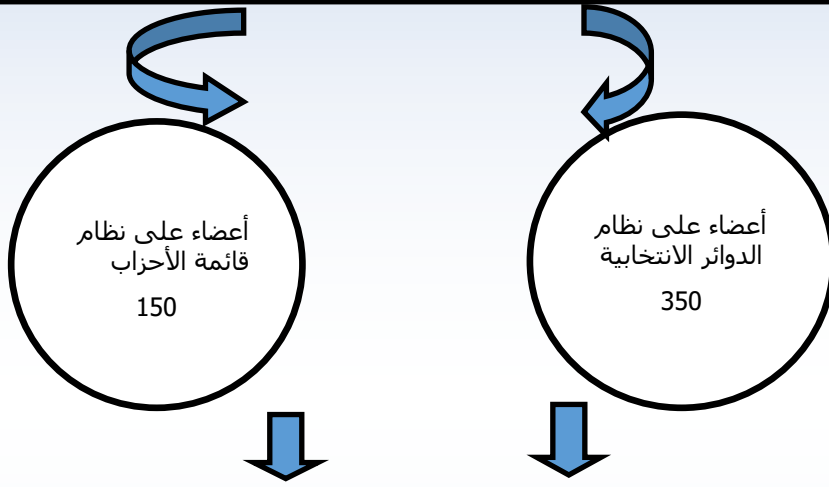 أعضاء على نظام
الدوائر الانتخابية
350
أعضاء على نظام
قائمة الأحزاب
150